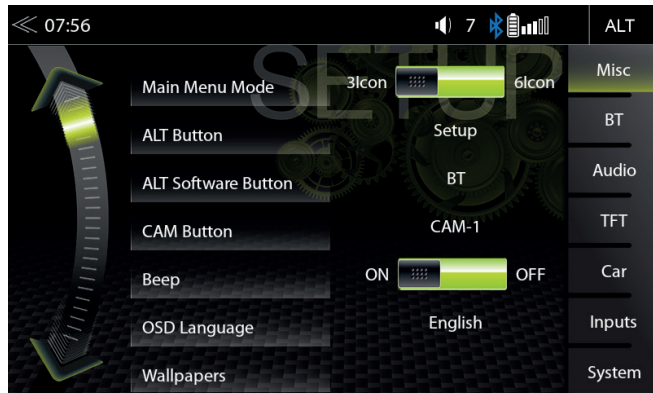 07:56 7 ALT
SETUP
Main Menu Mode 3Icon 6Icon Misc
ALT Button Setup BT
ALT Software Button BT Audio
CAM Button CAM-1 TFT
Beep ON OFF Car
OSD Language English Inputs
Wallpapers System